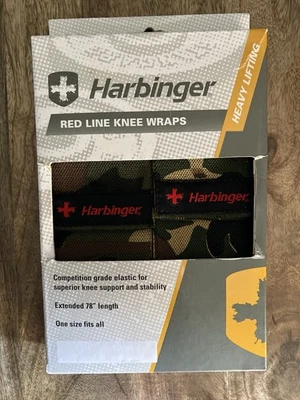 Harbinger
RED LINE KNEE WRAPS
HEAVY LIFTING
Harbinger
Harbinger
Competition grade elastic for
superior knee support and stability
Extended 78" length
One size fits all